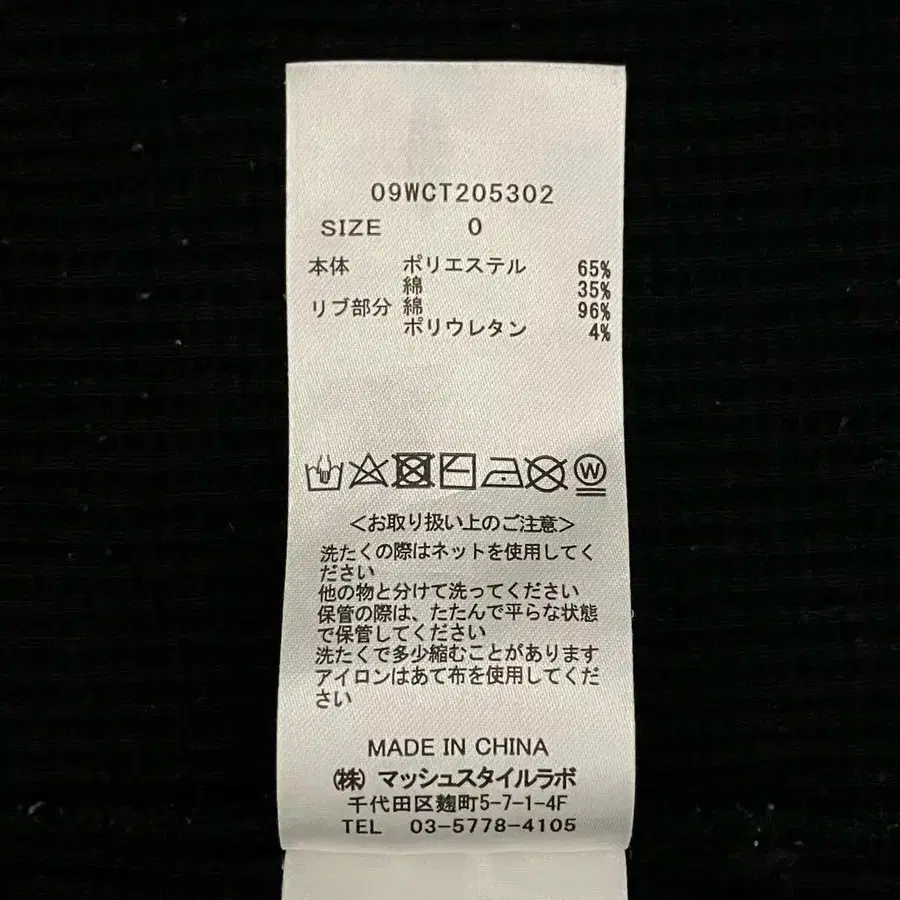 09WCT205302
SIZE 0
本体 ポリエステル 65%
綿 35%
リブ部分 綿 96%
ポリウレタン 4%
W
<お取り扱い上のご注意>
洗たくの際はネットを使用してく
ださい
他の物と分けて洗ってください
保管の際は、たたんで平らな状態
で保管してください
洗たくで多少縮むことがあります
アイロンはあて布を使用してくだ
さい
MADE IN CHINA
(株) マッシュスタイルラボ
千代田区麹町5-7-1-4F
TEL 03-5778-4105